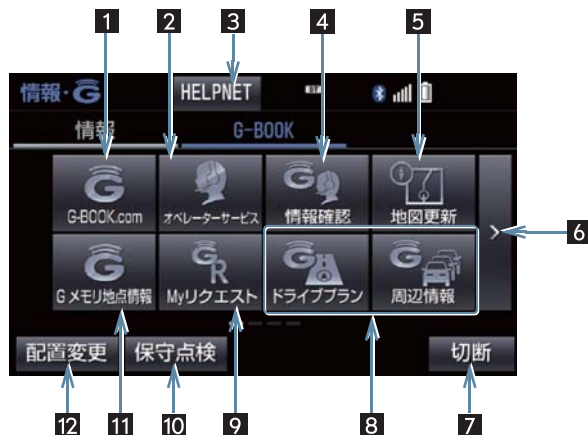 1 2 3 4 5
情報・G HELPNET BT
情報 G-BOOK
G-BOOK.com オペレーターサービス 情報確認 地図更新
> 6
Gメモリ地点情報 Myリクエスト ドライブプラン 周辺情報
配置変更 保守点検 切断
12 11 10 9 8 7